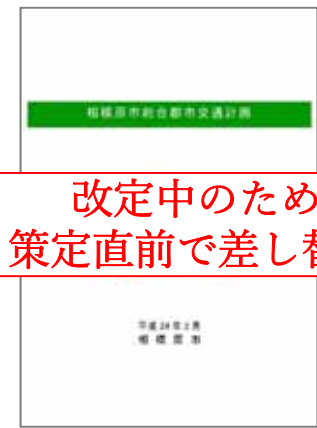 相模原市総合都市交通計画
改定中のため
策定直前で差し替
平成24年3月
相模原市